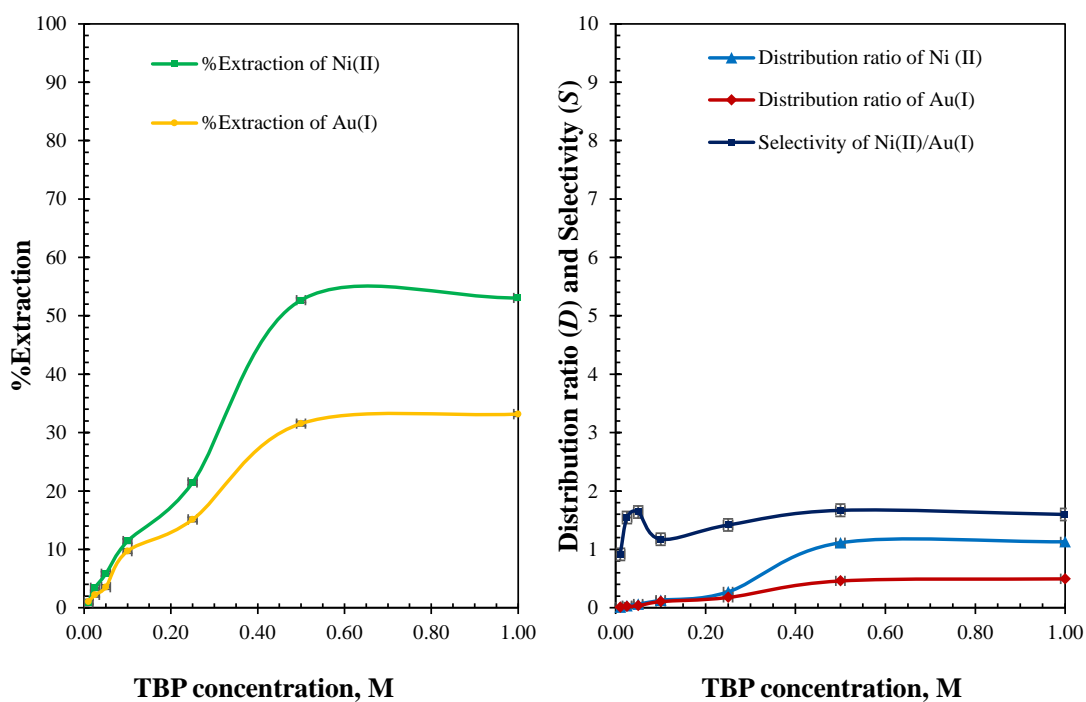 %Extraction
100
90
80
70
60
50
40
30
20
10
0
%Extraction of Ni(II)
%Extraction of Au(I)
0.00 0.20 0.40 0.60 0.80 1.00
TBP concentration, M
Distribution ratio (D) and Selectivity (S)
10
9
8
7
6
5
4
3
2
1
0
Distribution ratio of Ni (II)
Distribution ratio of Au(I)
Selectivity of Ni(II)/Au(I)
0.00 0.20 0.40 0.60 0.80 1.00
TBP concentration, M